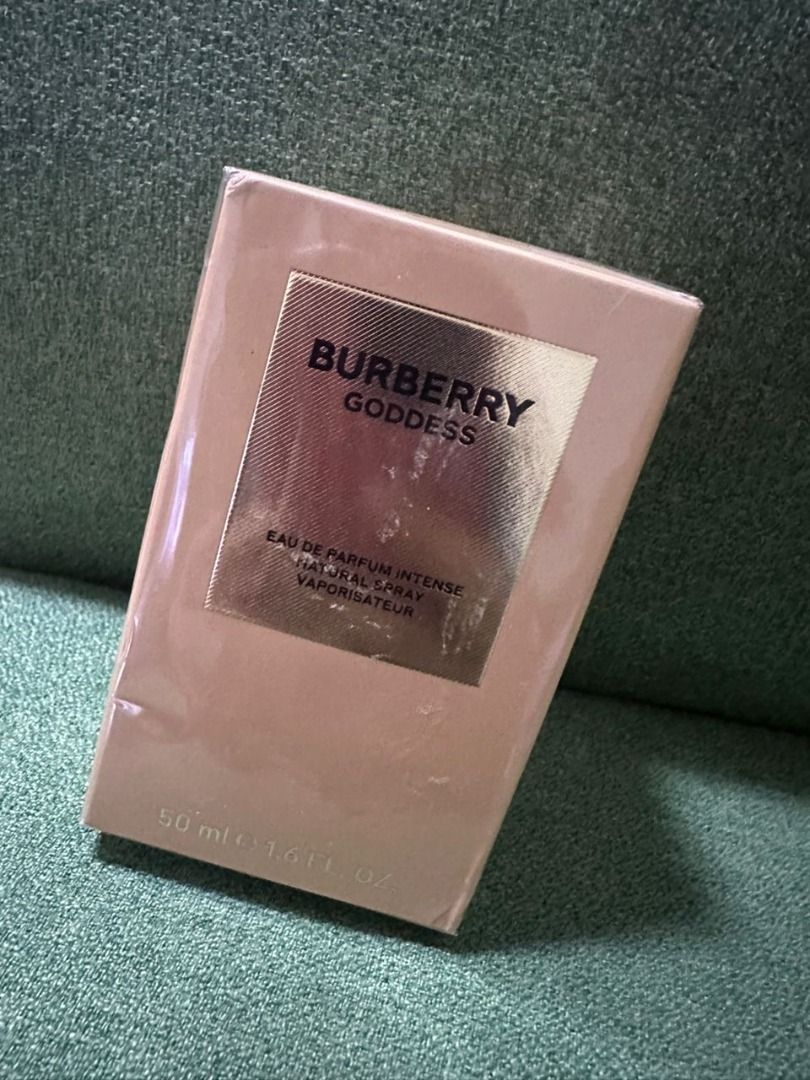 BURBERRY
GODDESS
EAU DE PARFUM INTENSE
NATURAL SPRAY
VAPORISATEUR
50 ml ℮ 1.6 FL. OZ.